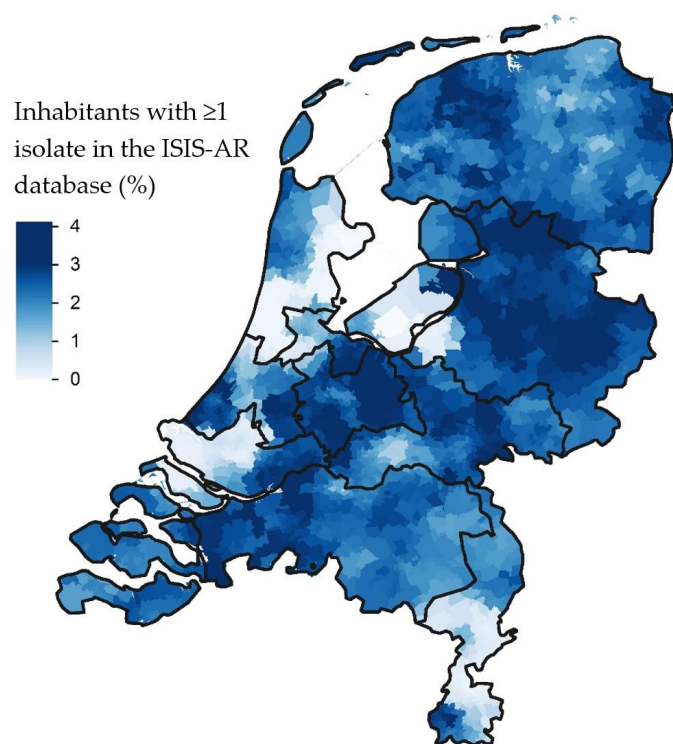 Inhabitants with ≥1
isolate in the ISIS-AR
database (%)
4
3
2
1
0